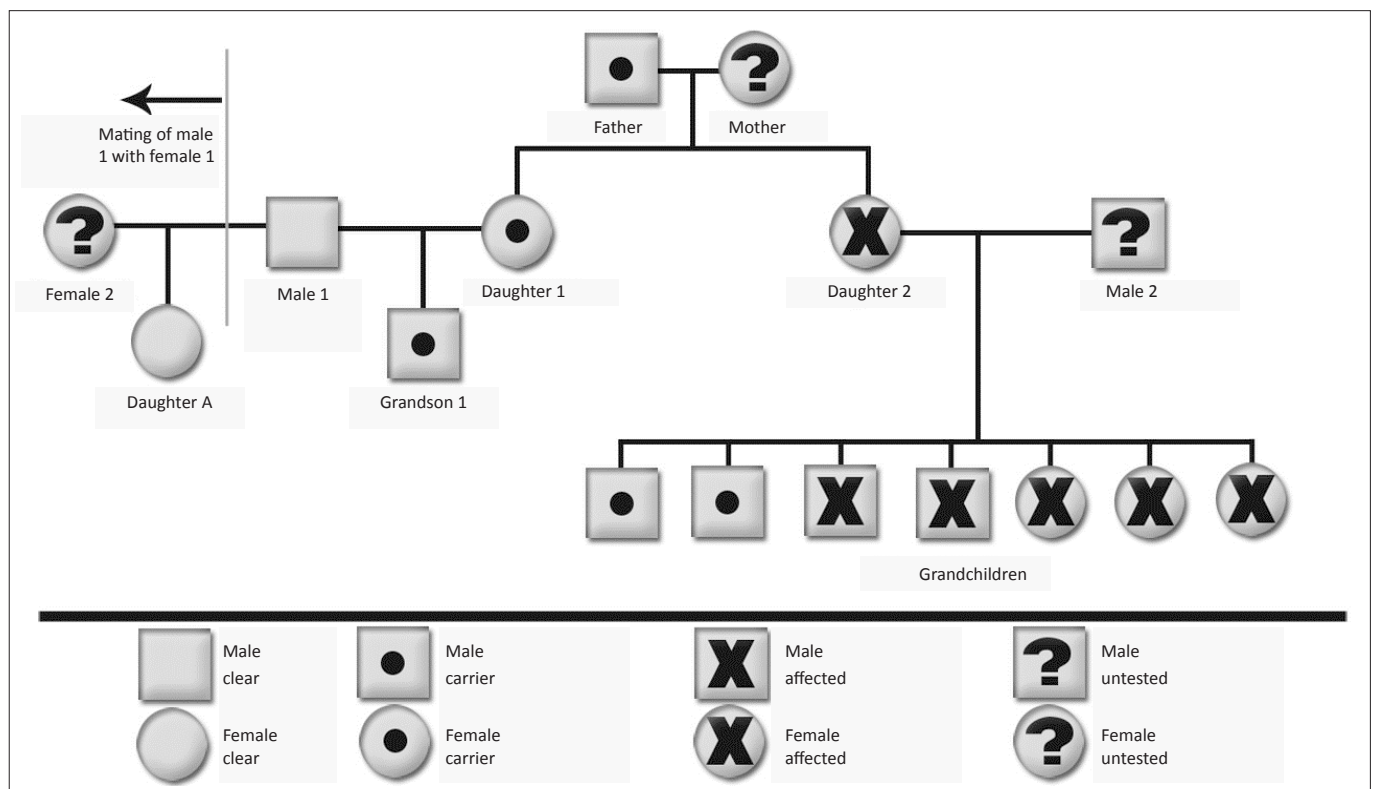 ?
Father
Mother
Mating of male
1 with female 1
?
X
?
Female 2
Male 1
Daughter 1
Daughter 2
Male 2
Daughter A
Grandson 1
X
X
X
X
X
Grandchildren
Male
clear
Male
carrier
X
Male
affected
?
Male
untested
Female
clear
Female
carrier
X
Female
affected
?
Female
untested